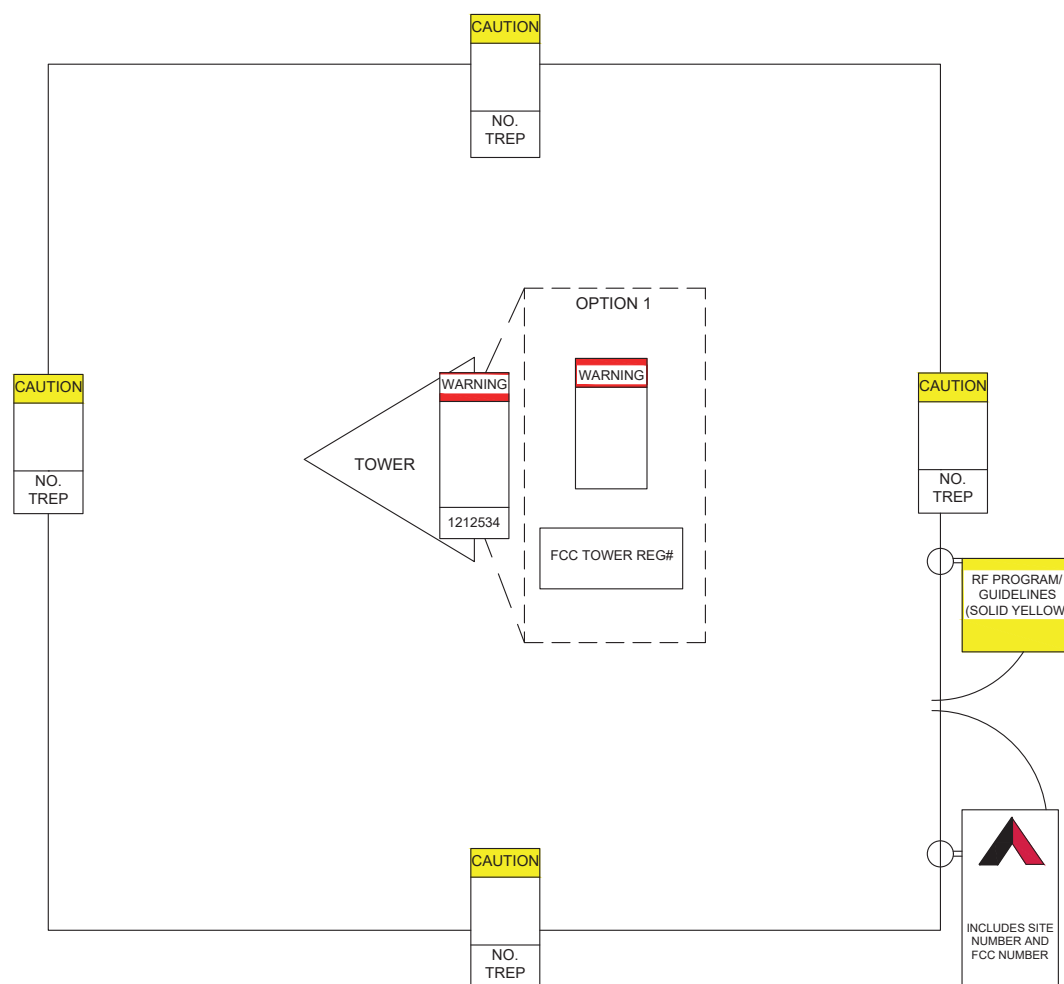 CAUTION
NO.
TREP
OPTION 1
WARNING
WARNING
CAUTION
NO.
TREP
CAUTION
NO.
TREP
TOWER
1212534
FCC TOWER REG#
RF PROGRAM/
GUIDELINES
(SOLID YELLOW
CAUTION
NO.
TREP
INCLUDES SITE
NUMBER AND
FCC NUMBER